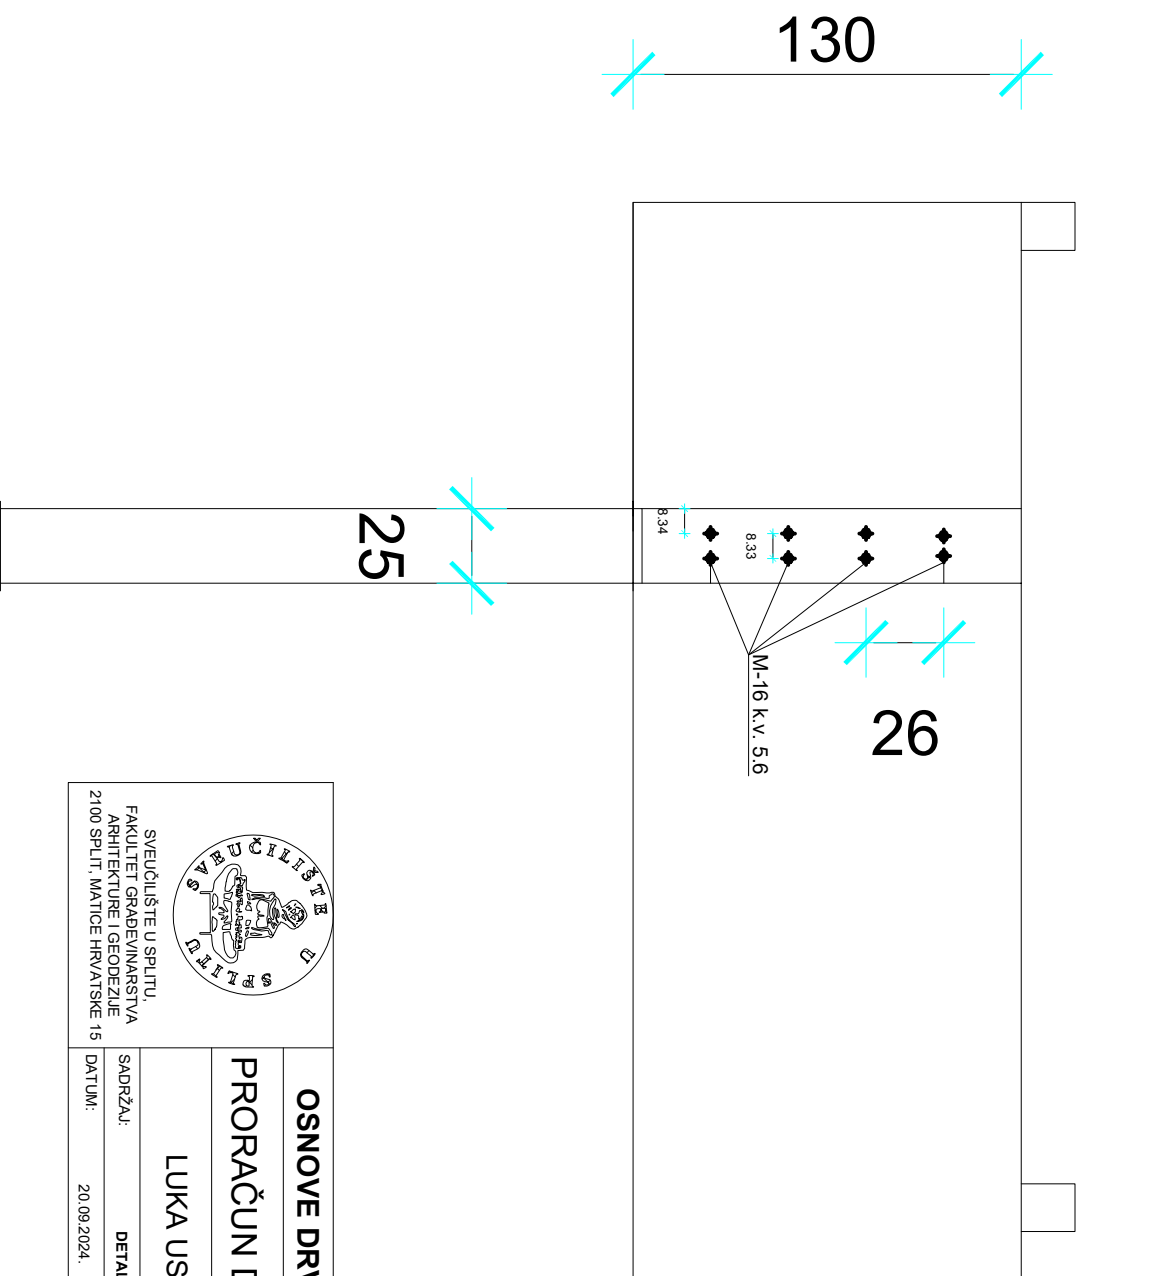 130
25
8.34
8.33
M-16 k.v. 5.6
26
SVEUČILIŠTE U SPLITU
SVEUČILIŠTE U SPLITU,
FAKULTET GRAĐEVINARSTVA
ARHITEKTURE I GEODEZIJE
2100 SPLIT, MATICE HRVATSKE 15
OSNOVE DRV
PRORAČUN D
LUKA US
SADRŽAJ:
DETAL
DATUM:
20.09.2024.